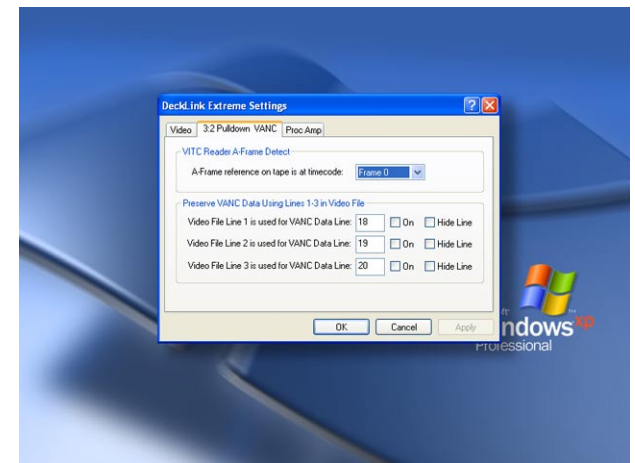 DeckLink Extreme Settings
Video 3:2 Pulldown VANC Proc Amp
VITC Reader A-Frame Detect
A-Frame reference on tape is at timecode: Frame 0
Preserve VANC Data Using Lines 1-3 in Video File
Video File Line 1 is used for VANC Data Line: 18 On Hide Line
Video File Line 2 is used for VANC Data Line: 19 On Hide Line
Video File Line 3 is used for VANC Data Line: 20 On Hide Line
OK Cancel Apply
ndows xp
Professional